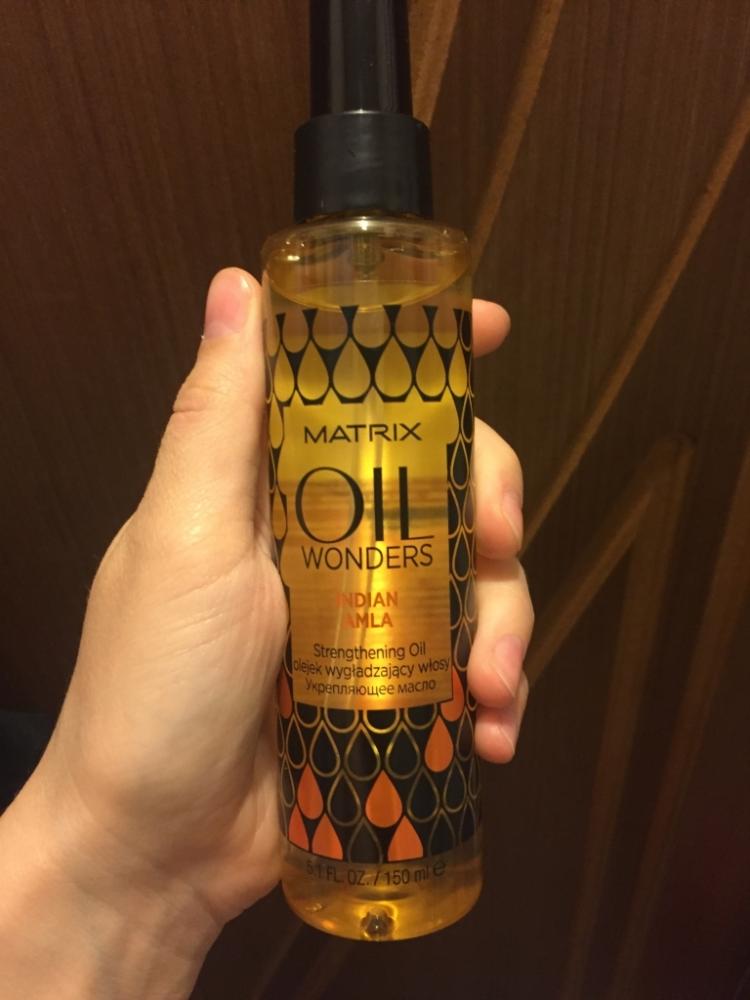 MATRIX
OIL
WONDERS
INDIAN
AMLA
Strengthening Oil
olejek wygładzający włosy
Укрепляющее масло
5.1 FL. OZ. / 150 ml ℮